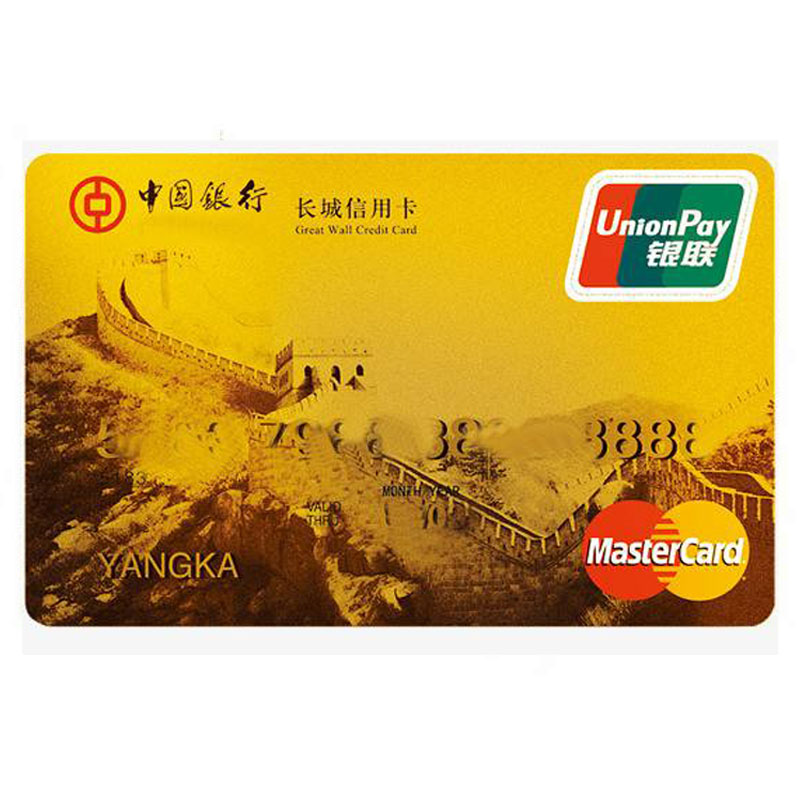 中国銀行
长城信用卡
Great Wall Credit Card
UnionPay
银联
MONTH/YEAR
VALID
THRU
YANGKA
MasterCard